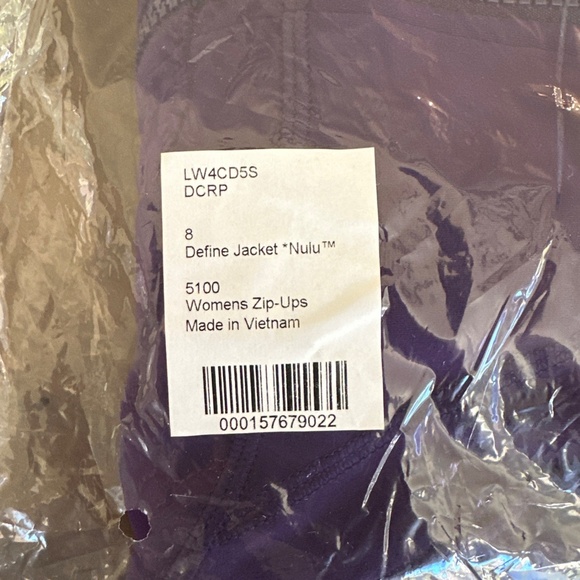 LW4CD5S
DCRP
8
Define Jacket *Nulu™
5100
Womens Zip-Ups
Made in Vietnam
000157679022